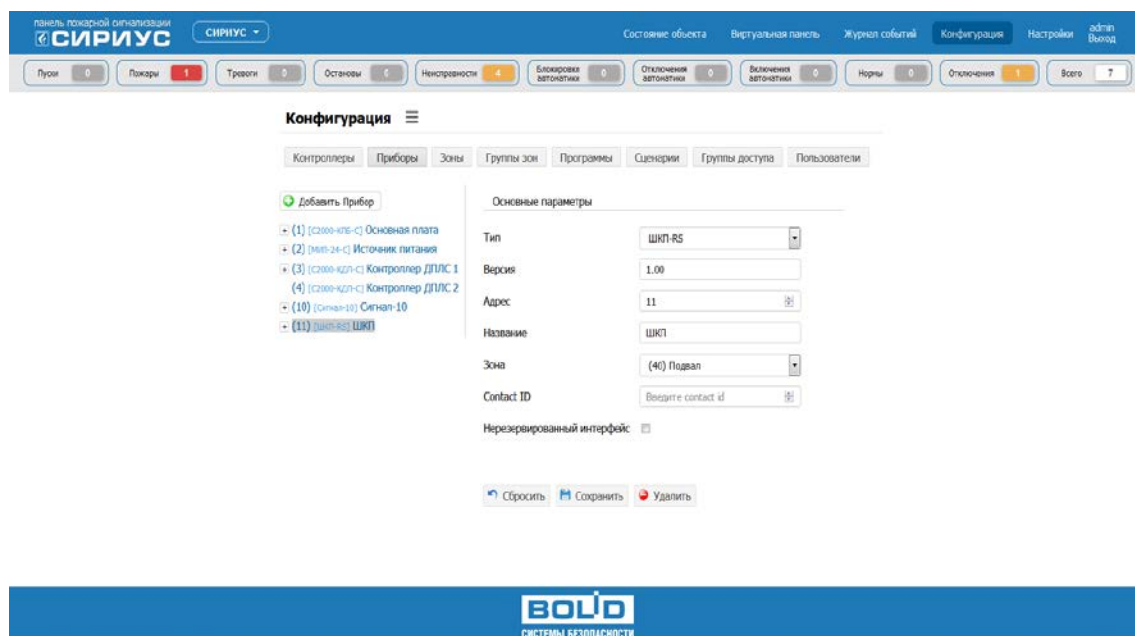 панель пожарной сигнализации
СИРИУС
СИРИУС
Состояние объекта Виртуальная панель Журнал событий Конфигурация Настройки admin
Выход
Пуски 0 Пожары 1 Тревоги 0 Остановы 0 Неисправности 4 Блокировки автоматики 0 Отключения автоматики 0 Включения автоматики 0 Нормы 0 Отключения 1 Всего 7
Конфигурация
Контроллеры Приборы Зоны Группы зон Программы Сценарии Группы доступа Пользователи
Добавить Прибор
(1) [С2000-КПБ-С] Основная плата
(2) [МИП-24-С] Источник питания
(3) [С2000-КДЛ-С] Контроллер ДПЛС 1
(4) [С2000-КДЛ-С] Контроллер ДПЛС 2
(10) [Сигнал-10] Сигнал-10
(11) [ШКП-RS] ШКП
Основные параметры
Тип ШКП-RS
Версия 1.00
Адрес 11
Название ШКП
Зона (40) Подвал
Contact ID Введите contact id
Нерезервированный интерфейс
Сбросить Сохранить Удалить
BOLID
СИСТЕМЫ БЕЗОПАСНОСТИ